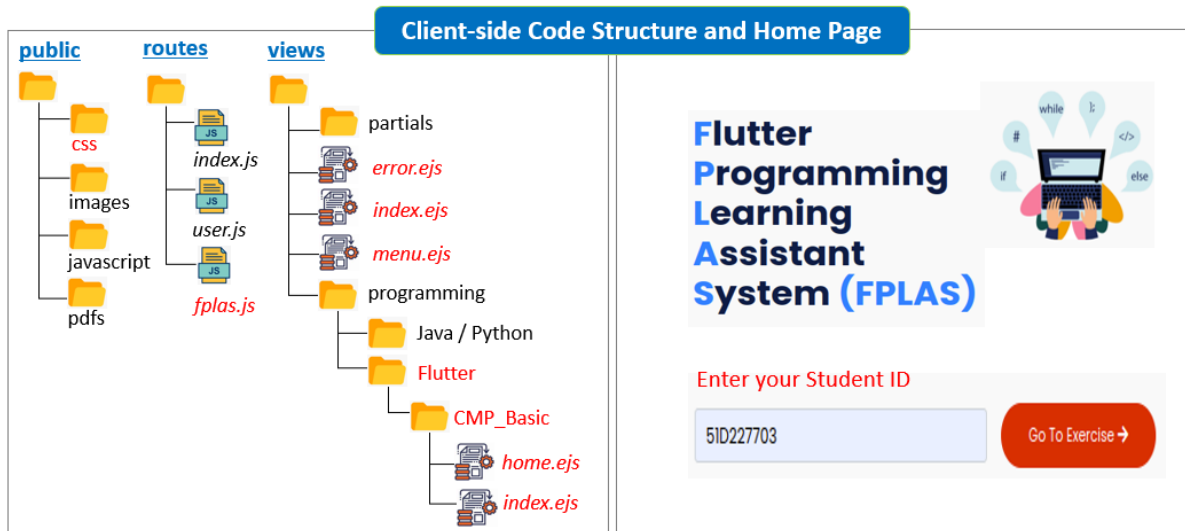 Client-side Code Structure and Home Page
public
routes
views
css
images
javascript
pdfs
JS
index.js
JS
user.js
JS
fplas.js
partials
error.ejs
index.ejs
menu.ejs
programming
Java / Python
Flutter
CMP_Basic
home.ejs
index.ejs
Flutter
Programming
Learning
Assistant
System (FPLAS)
while
};
#
</>
if
else
Enter your Student ID
51D227703
Go To Exercise →